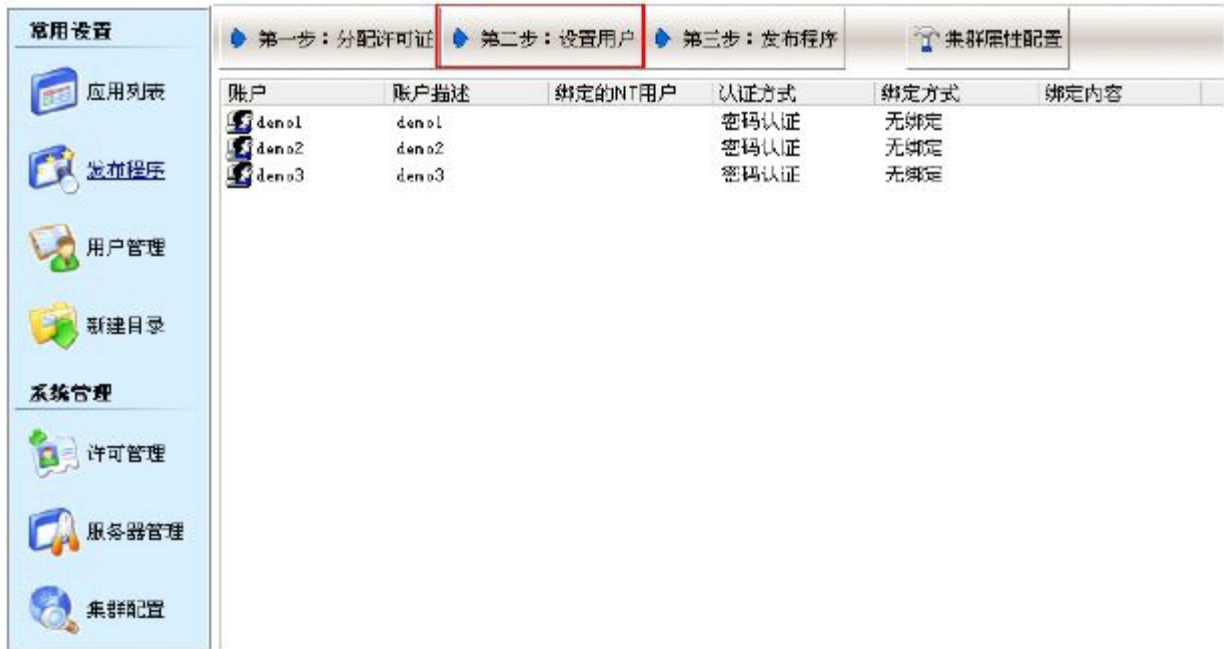 常用设置
应用列表
发布程序
用户管理
新建目录
系统管理
许可管理
服务器管理
集群配置
第一步：分配许可证 第二步：设置用户 第三步：发布程序 集群属性配置
账户 账户描述 绑定的NT用户 认证方式 绑定方式 绑定内容
demo1 demo1 密码认证 无绑定
demo2 demo2 密码认证 无绑定
demo3 demo3 密码认证 无绑定